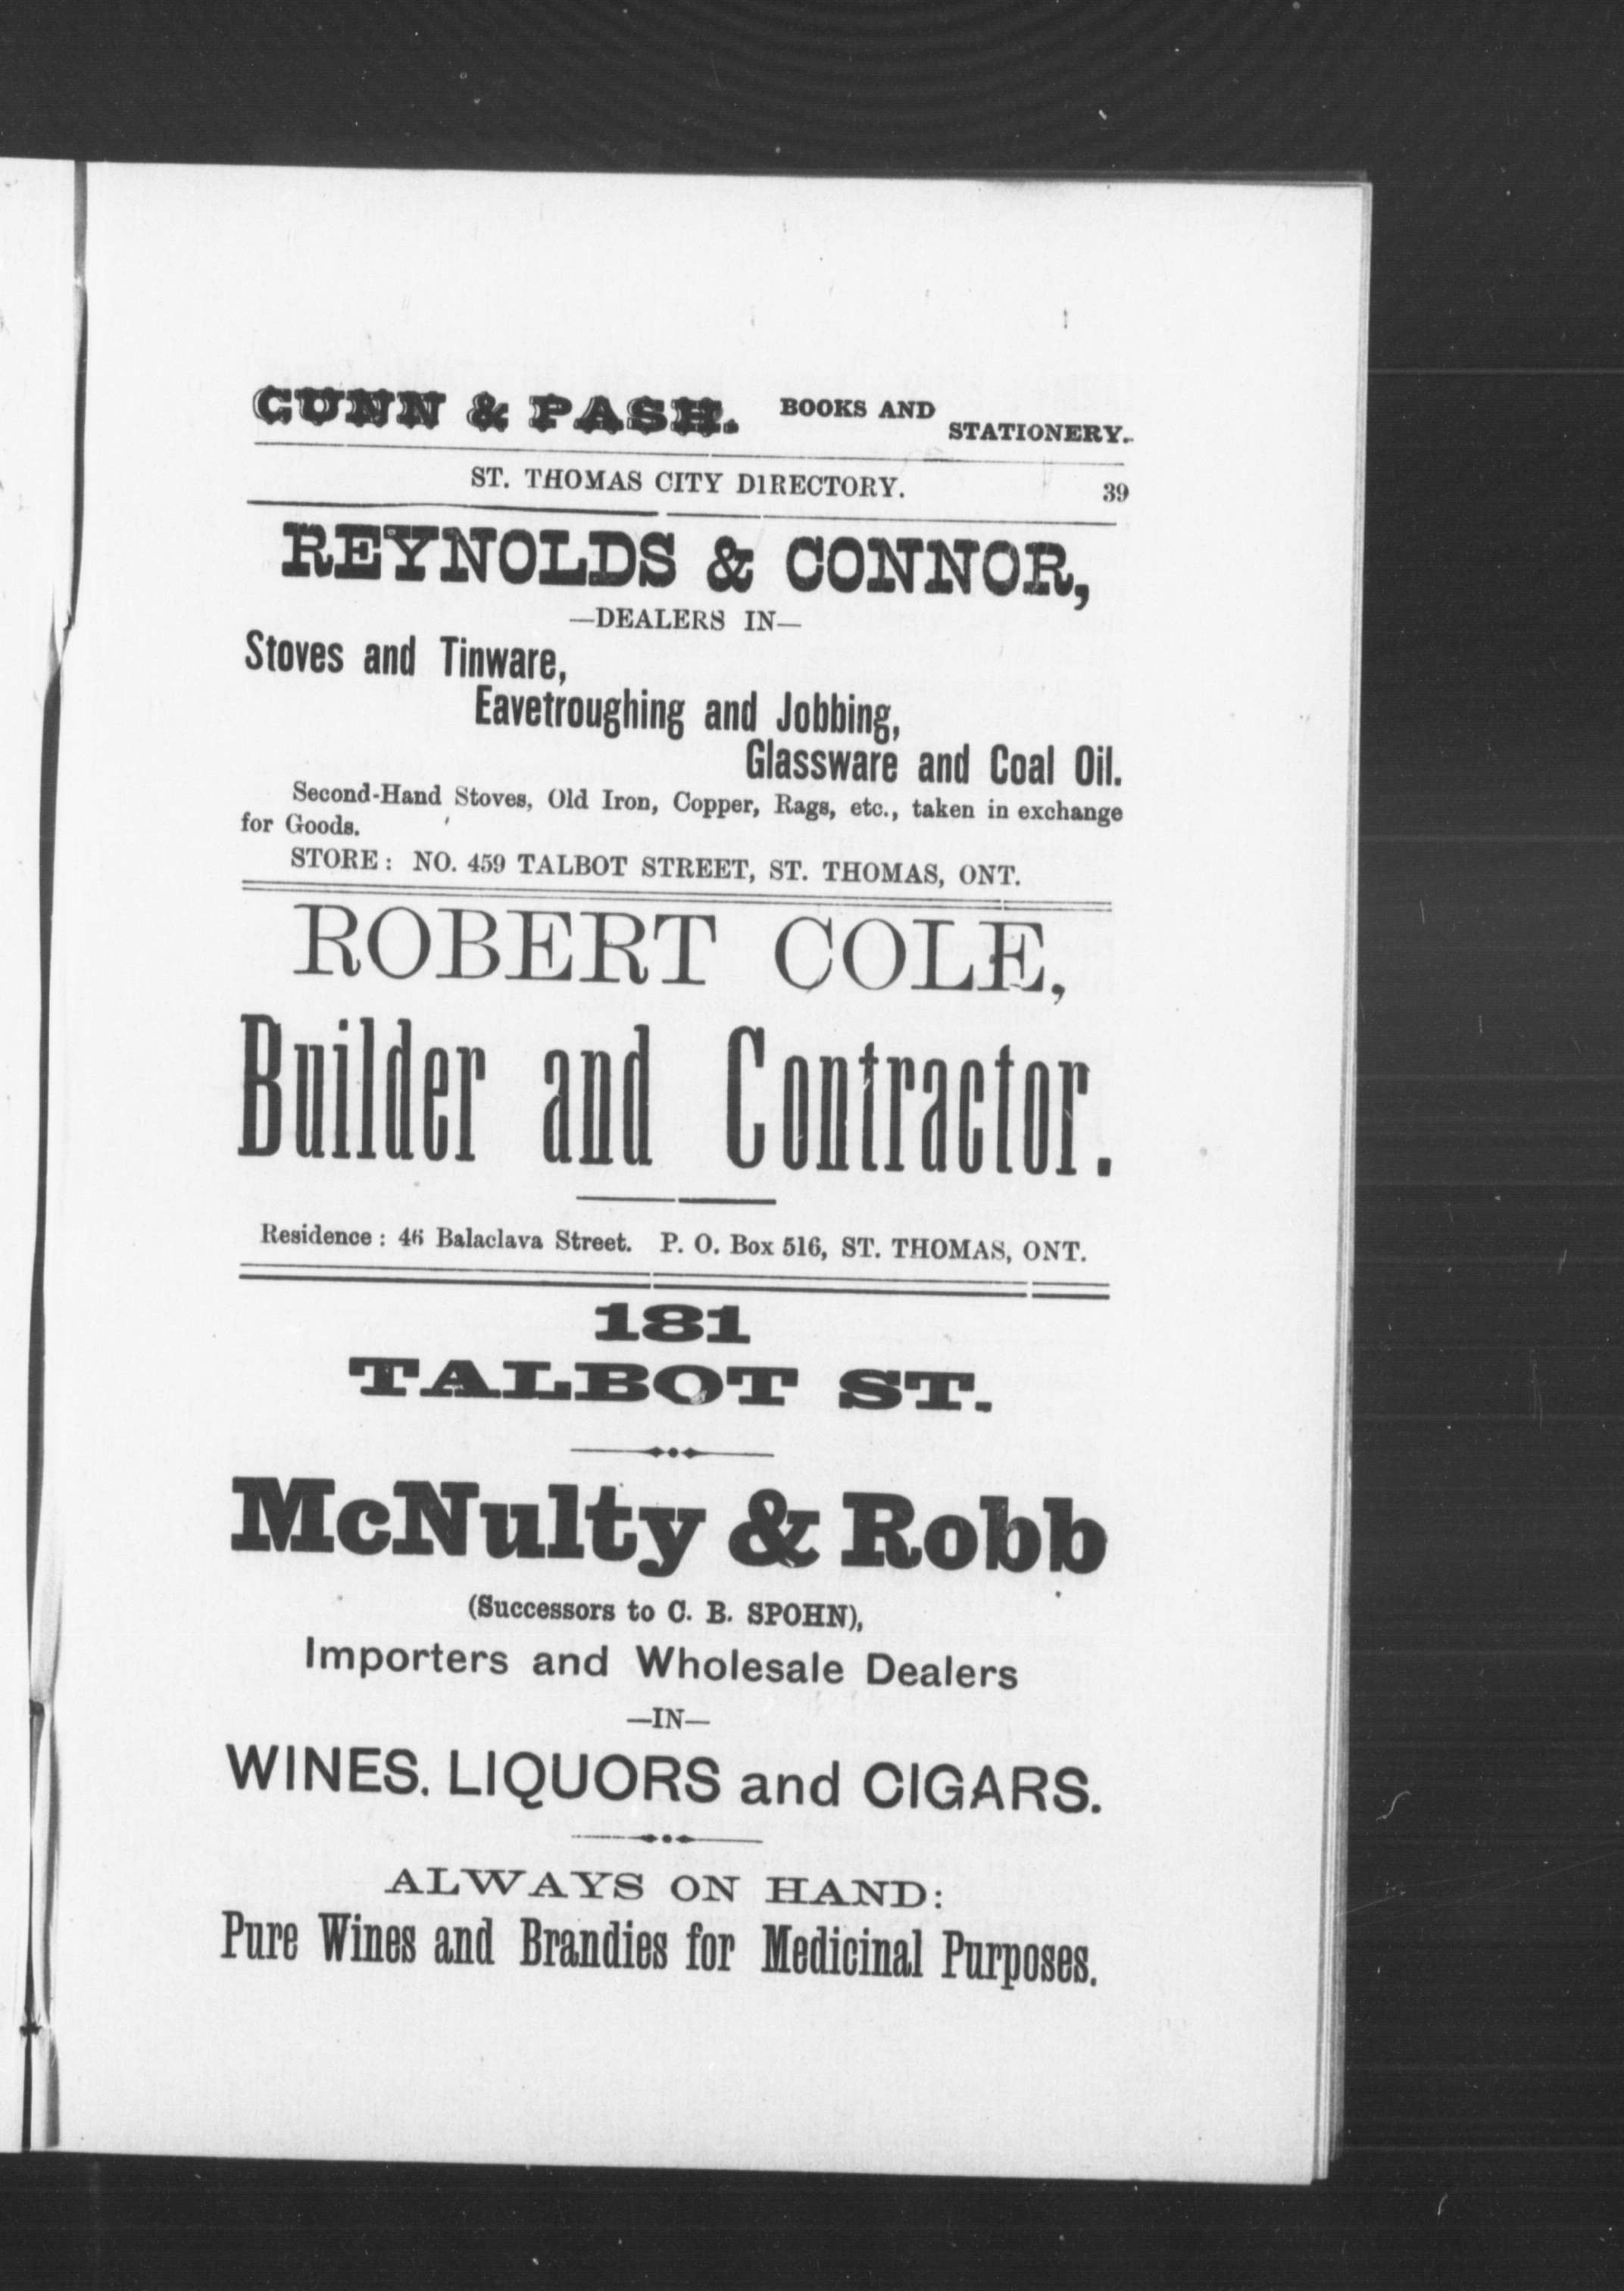 GUNN & PASH. BOOKS AND STATIONERY.
ST. THOMAS CITY DIRECTORY. 39
REYNOLDS & CONNOR,
—DEALERS IN—
Stoves and Tinware,
Eavetroughing and Jobbing,
Glassware and Coal Oil.
Second-Hand Stoves, Old Iron, Copper, Rags, etc., taken in exchange
for Goods.
STORE: NO. 459 TALBOT STREET, ST. THOMAS, ONT.
ROBERT COLE,
Builder and Contractor.
Residence: 46 Balaclava Street. P. O. Box 516, ST. THOMAS, ONT.
181
TALBOT ST.
McNulty & Robb
(Successors to C. B. SPOHN),
Importers and Wholesale Dealers
—IN—
WINES, LIQUORS and CIGARS.
ALWAYS ON HAND:
Pure Wines and Brandies for Medicinal Purposes.